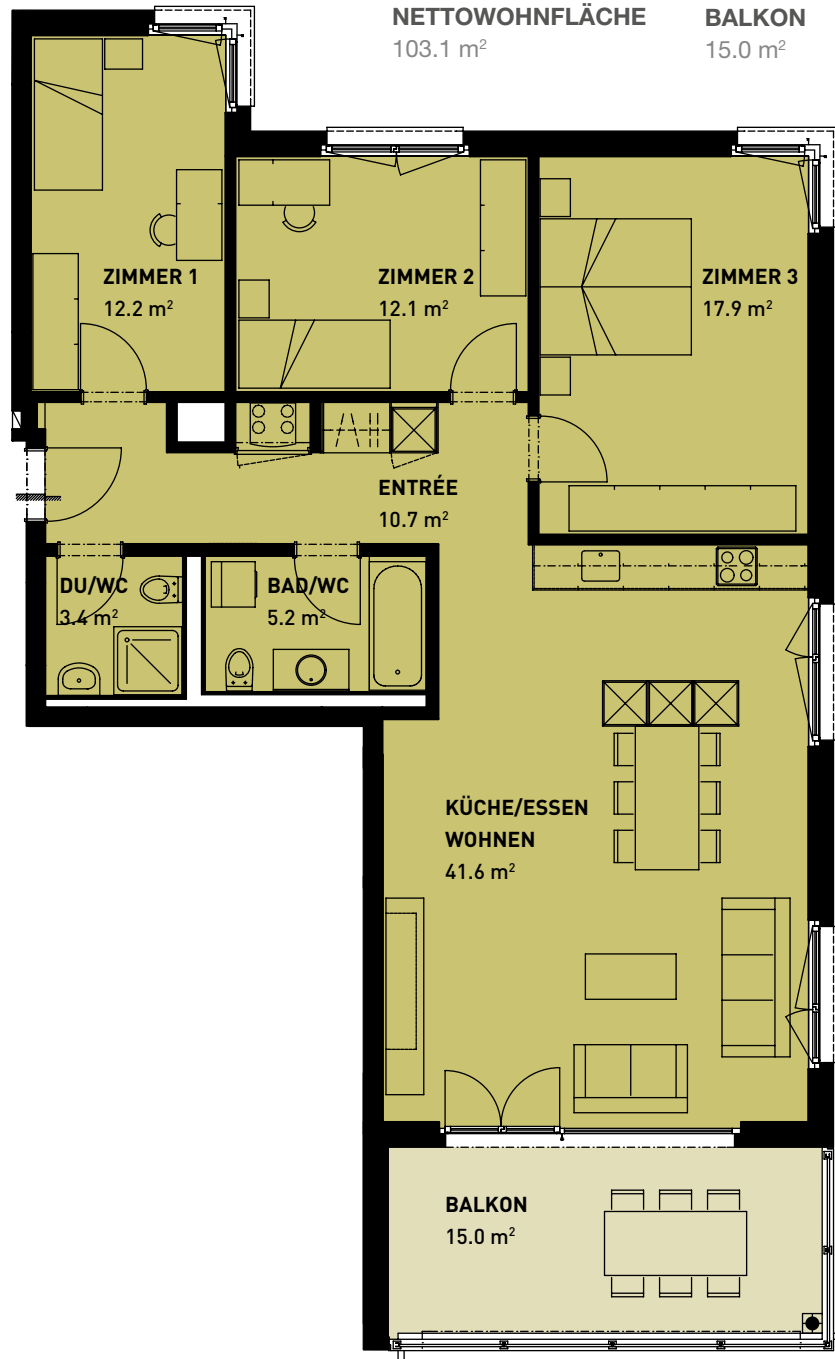 NETTOWOHNFLÄCHE
103.1 m²
BALKON
15.0 m²
ZIMMER 1
12.2 m²
ZIMMER 2
12.1 m²
ZIMMER 3
17.9 m²
ENTRÉE
10.7 m²
DU/WC
3.4 m²
BAD/WC
5.2 m²
KÜCHE/ESSEN
WOHNEN
41.6 m²
BALKON
15.0 m²